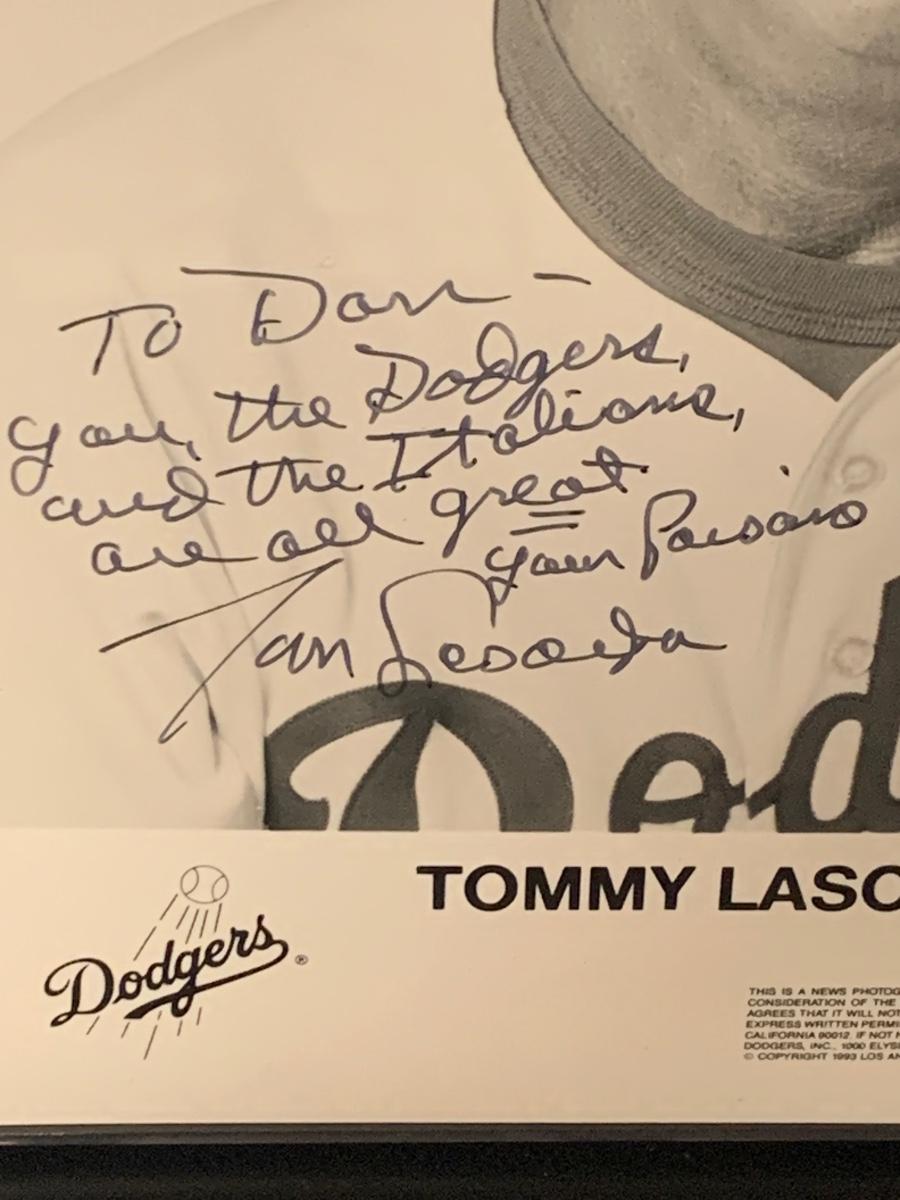 To Don —
you, the Dodgers,
and the Italians,
are all great
your Paisano
Tom Lasorda
Dod
Dodgers ®
TOMMY LASO
THIS IS A NEWS PHOTOG
CONSIDERATION OF THE
AGREES THAT IT WILL NOT
EXPRESS WRITTEN PERMI
CALIFORNIA 90012. IF NOT
DODGERS, INC., 1000 ELYSI
© COPYRIGHT 1993 LOS AN